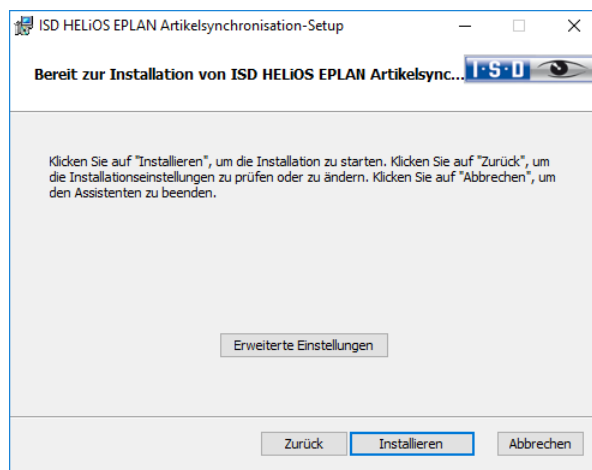 ISD HELiOS EPLAN Artikelsynchronisation-Setup
Bereit zur Installation von ISD HELiOS EPLAN Artikelsync...
I·S·D
Klicken Sie auf "Installieren", um die Installation zu starten. Klicken Sie auf "Zurück", um
die Installationseinstellungen zu prüfen oder zu ändern. Klicken Sie auf "Abbrechen", um
den Assistenten zu beenden.
Erweiterte Einstellungen
Zurück Installieren Abbrechen